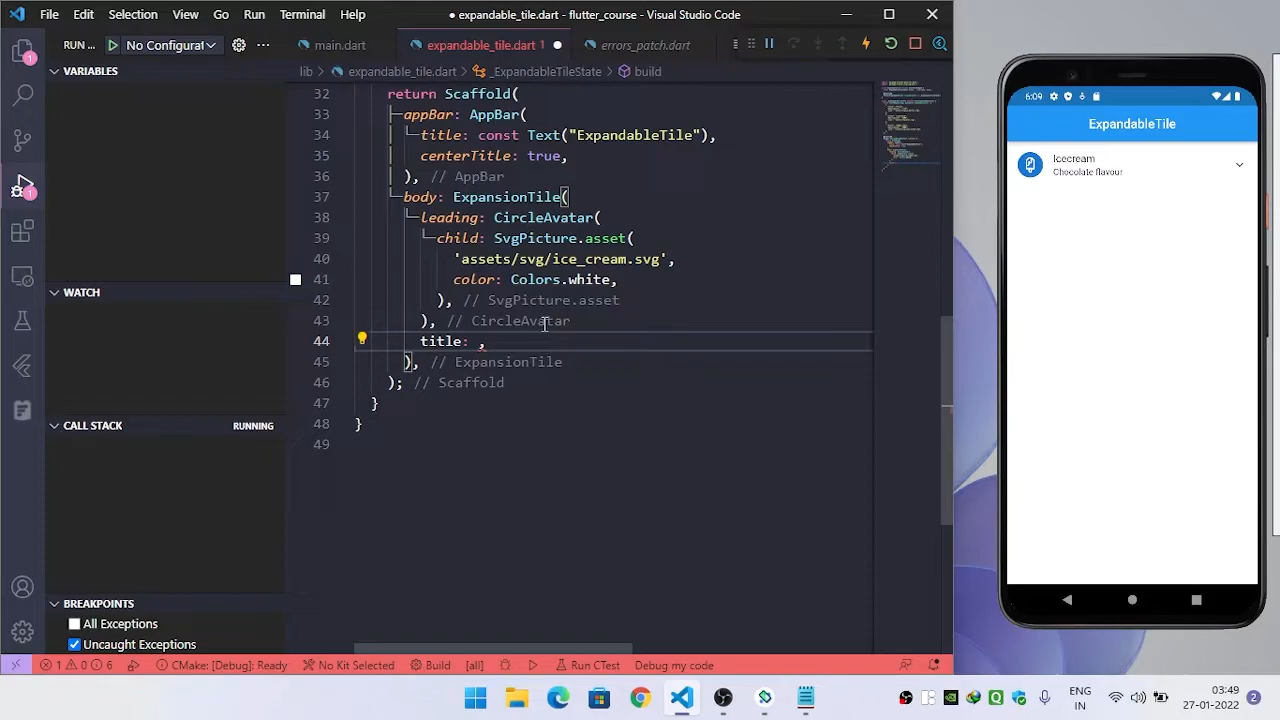 File Edit Selection View Go Run Terminal Help
● expandable_tile.dart - flutter_course - Visual Studio Code
RUN ... No Configurat
main.dart
expandable_tile.dart 1
errors_patch.dart
VARIABLES
WATCH
CALL STACK
RUNNING
BREAKPOINTS
All Exceptions
Uncaught Exceptions
lib > expandable_tile.dart > _ExpandableTileState > build
32 return Scaffold(
33 appBar: AppBar(
34 title: const Text("ExpandableTile"),
35 centerTitle: true,
36 ), // AppBar
37 body: ExpansionTile(
38 leading: CircleAvatar(
39 child: SvgPicture.asset(
40 'assets/svg/ice_cream.svg',
41 color: Colors.white,
42 ), // SvgPicture.asset
43 ), // CircleAvatar
44 title: ,
45 ), // ExpansionTile
46 ); // Scaffold
47 }
48 }
49
1 0 6 CMake: [Debug]: Ready No Kit Selected Build [all] Run CTest Debug my code
6:09
ExpandableTile
Icecream
Chocolate flavour
ENG
IN
03:49
27-01-2022
2